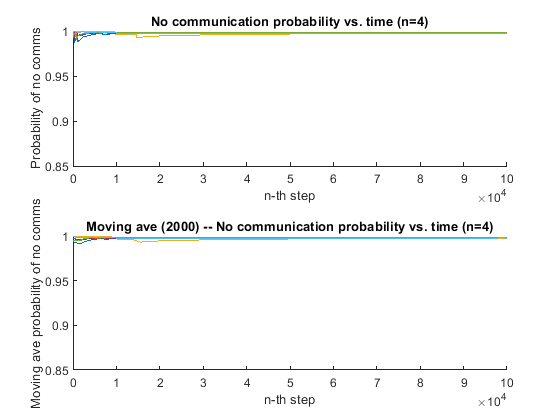 No communication probability vs. time (n=4)
Probability of no comms
1
0.95
0.9
0.85
0 1 2 3 4 5 6 7 8 9 10
n-th step
×10^4
Moving ave (2000) -- No communication probability vs. time (n=4)
Moving ave probability of no comms
1
0.95
0.9
0.85
0 1 2 3 4 5 6 7 8 9 10
n-th step
×10^4